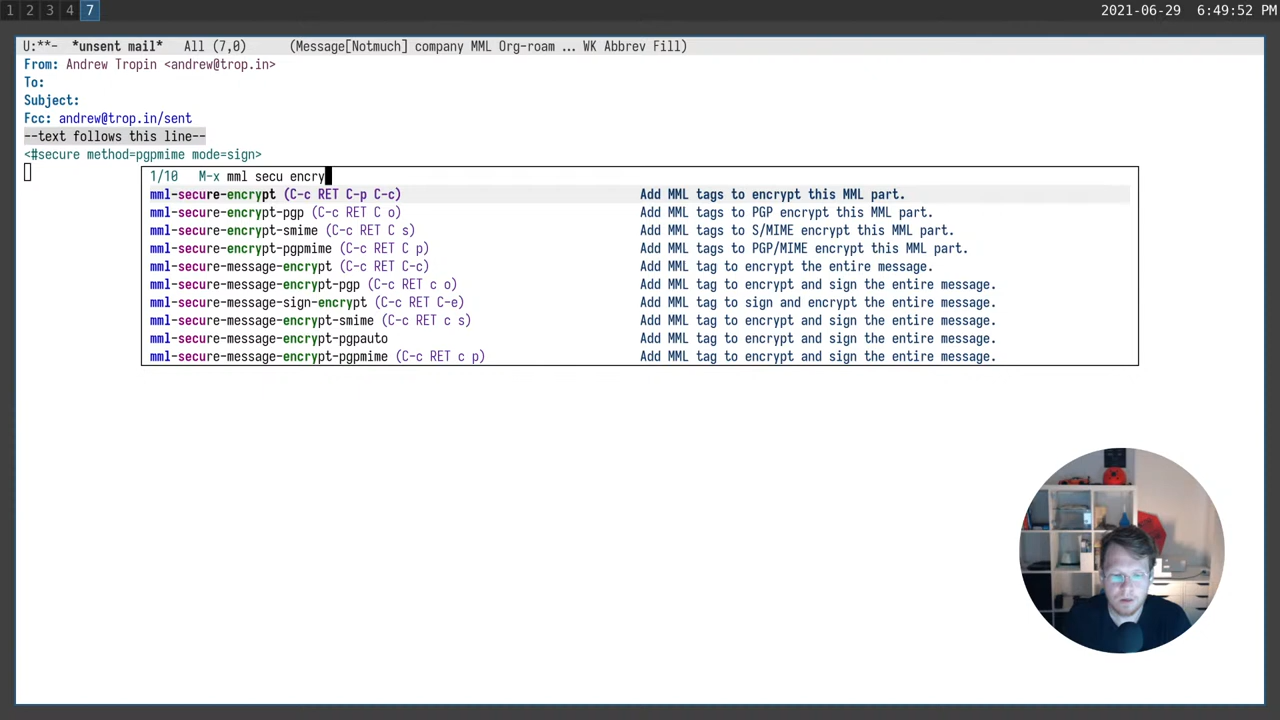 1 2 3 4 7 2021-06-29 6:49:52 PM
U:**- *unsent mail* All (7,0) (Message[Notmuch] company MML Org-roam ... WK Abbrev Fill)
From: Andrew Tropin <andrew@trop.in>
To:
Subject:
Fcc: andrew@trop.in/sent
--text follows this line--
<#secure method=pgpmime mode=sign>
1/10 M-x mml secu encry
mml-secure-encrypt (C-c RET C-p C-c) Add MML tags to encrypt this MML part.
mml-secure-encrypt-pgp (C-c RET C o) Add MML tags to PGP encrypt this MML part.
mml-secure-encrypt-smime (C-c RET C s) Add MML tags to S/MIME encrypt this MML part.
mml-secure-encrypt-pgpmime (C-c RET C p) Add MML tags to PGP/MIME encrypt this MML part.
mml-secure-message-encrypt (C-c RET C-c) Add MML tag to encrypt the entire message.
mml-secure-message-encrypt-pgp (C-c RET c o) Add MML tag to encrypt and sign the entire message.
mml-secure-message-sign-encrypt (C-c RET C-e) Add MML tag to sign and encrypt the entire message.
mml-secure-message-encrypt-smime (C-c RET c s) Add MML tag to encrypt and sign the entire message.
mml-secure-message-encrypt-pgpauto Add MML tag to encrypt and sign the entire message.
mml-secure-message-encrypt-pgpmime (C-c RET c p) Add MML tag to encrypt and sign the entire message.